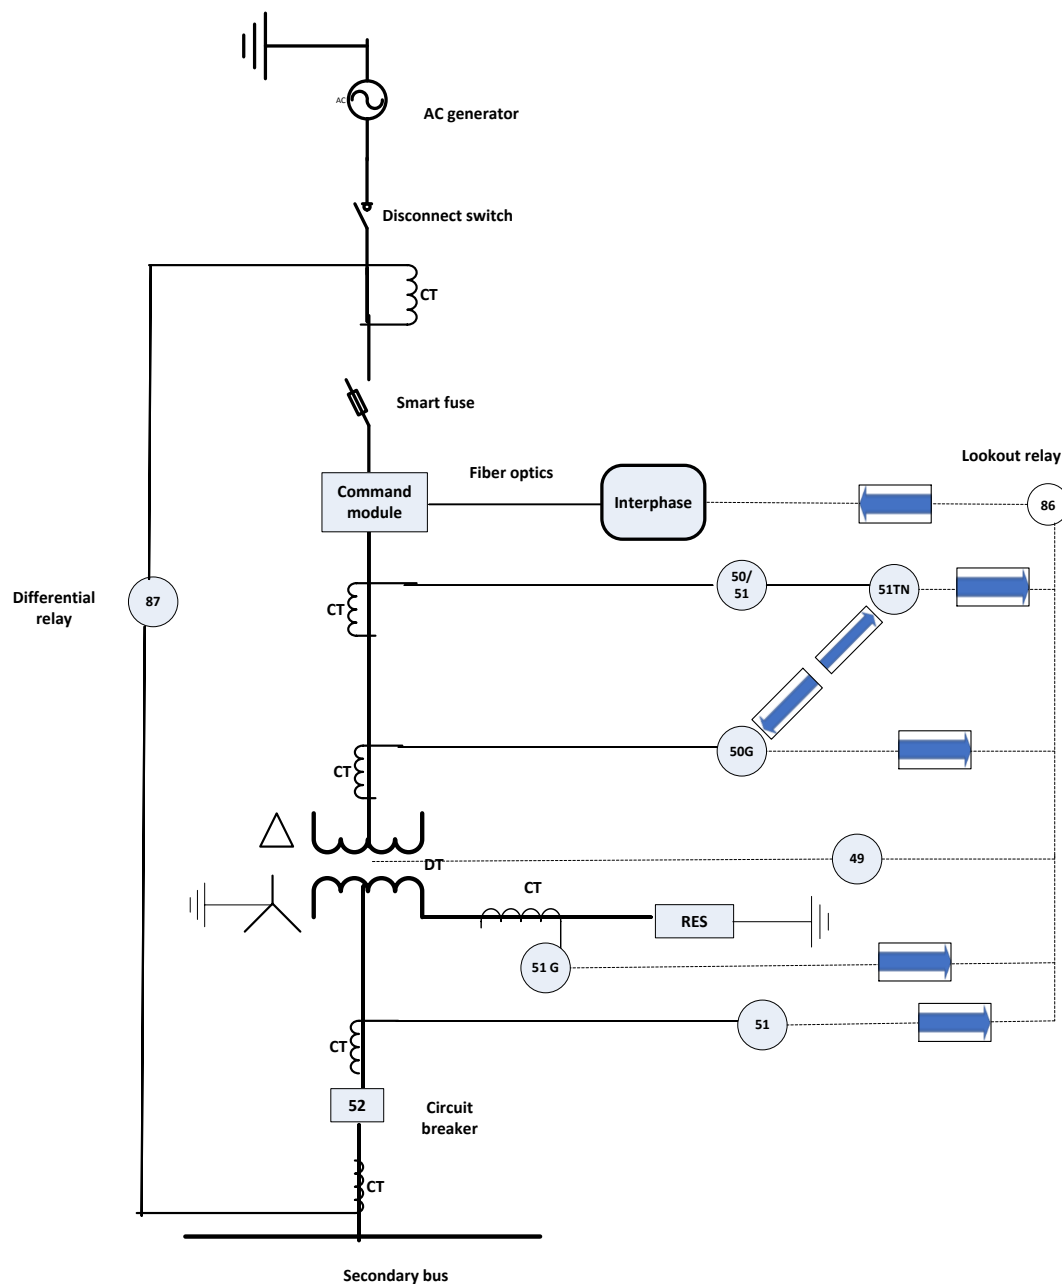 AC
AC generator
Disconnect switch
CT
Smart fuse
Lookout relay
Fiber optics
Command
module
Interphase
86
50/
51
51TN
Differential
relay
87
CT
50G
CT
DT
49
CT
RES
51 G
51
CT
52
Circuit
breaker
CT
Secondary bus